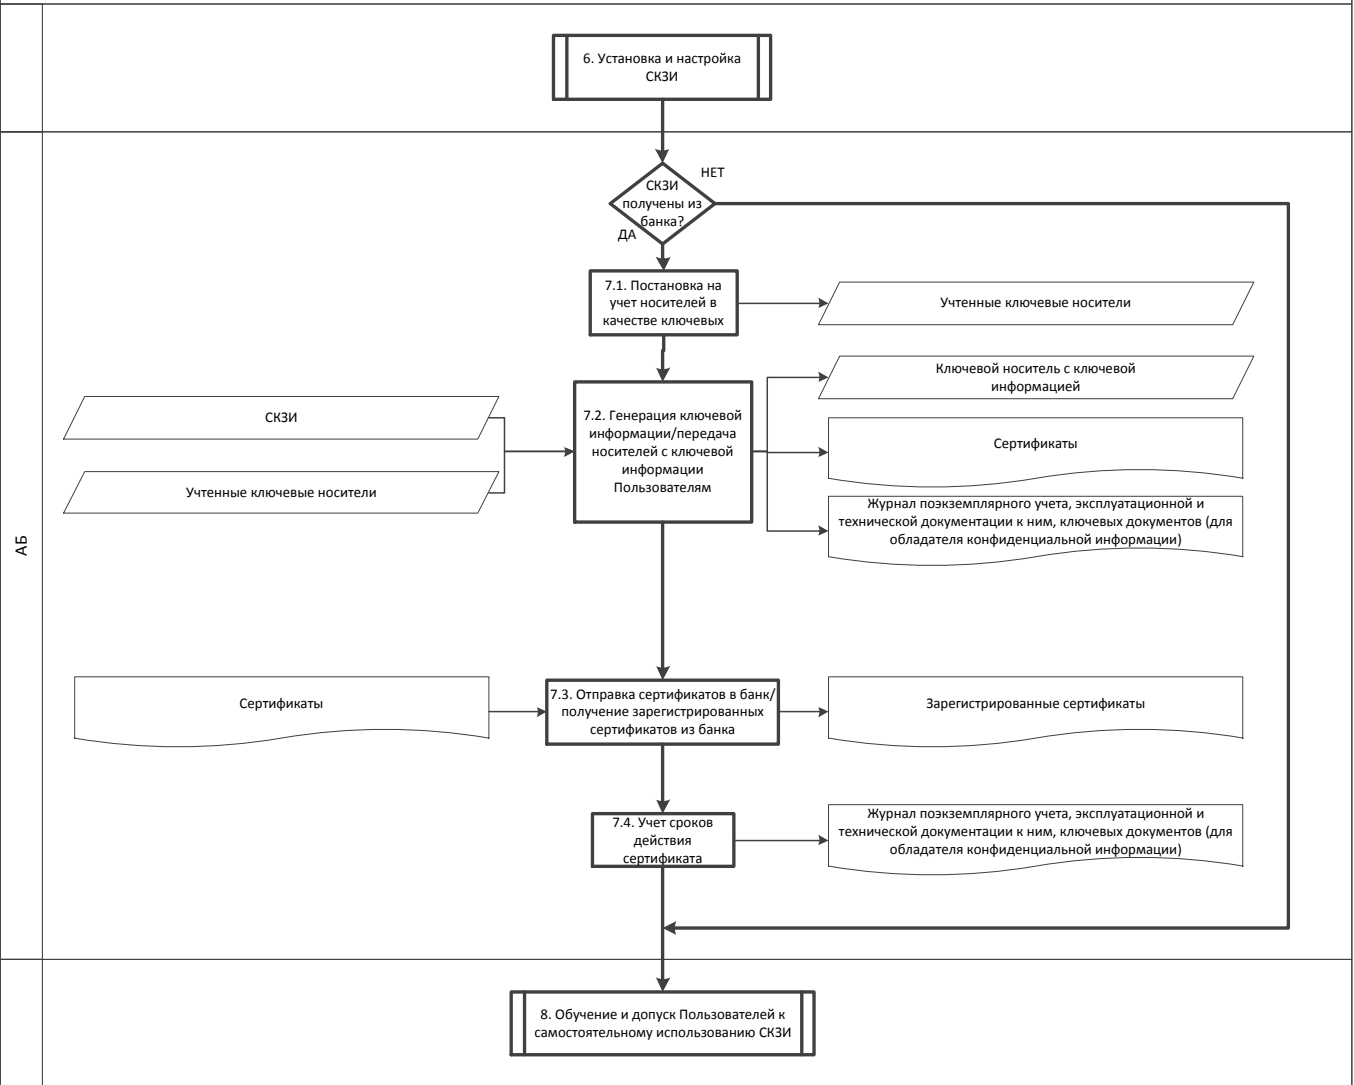 6. Установка и настройка
СКЗИ
НЕТ
СКЗИ
получены из
банка?
ДА
7.1. Постановка на
учет носителей в
качестве ключевых
Учтенные ключевые носители
Ключевой носитель с ключевой
информацией
СКЗИ
7.2. Генерация ключевой
информации/передача
носителей с ключевой
информации
Пользователям
Сертификаты
Учтенные ключевые носители
Журнал поэкземплярного учета, эксплуатационной и
технической документации к ним, ключевых документов (для
обладателя конфиденциальной информации)
АБ
Сертификаты
7.3. Отправка сертификатов в банк/
получение зарегистрированных
сертификатов из банка
Зарегистрированные сертификаты
7.4. Учет сроков
действия
сертификата
Журнал поэкземплярного учета, эксплуатационной и
технической документации к ним, ключевых документов (для
обладателя конфиденциальной информации)
8. Обучение и допуск Пользователей к
самостоятельному использованию СКЗИ